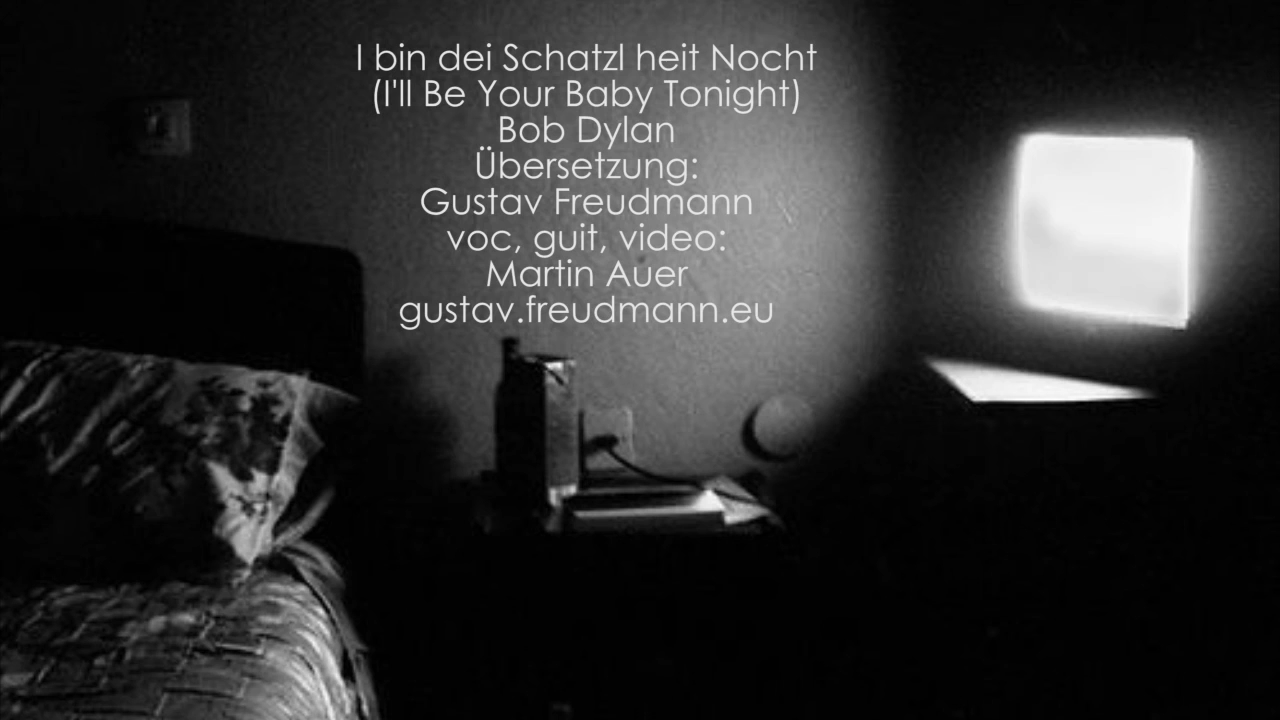 I bin dei Schatzl heit Nocht
(I'll Be Your Baby Tonight)
Bob Dylan
Übersetzung:
Gustav Freudmann
voc, guit, video:
Martin Auer
gustav.freudmann.eu